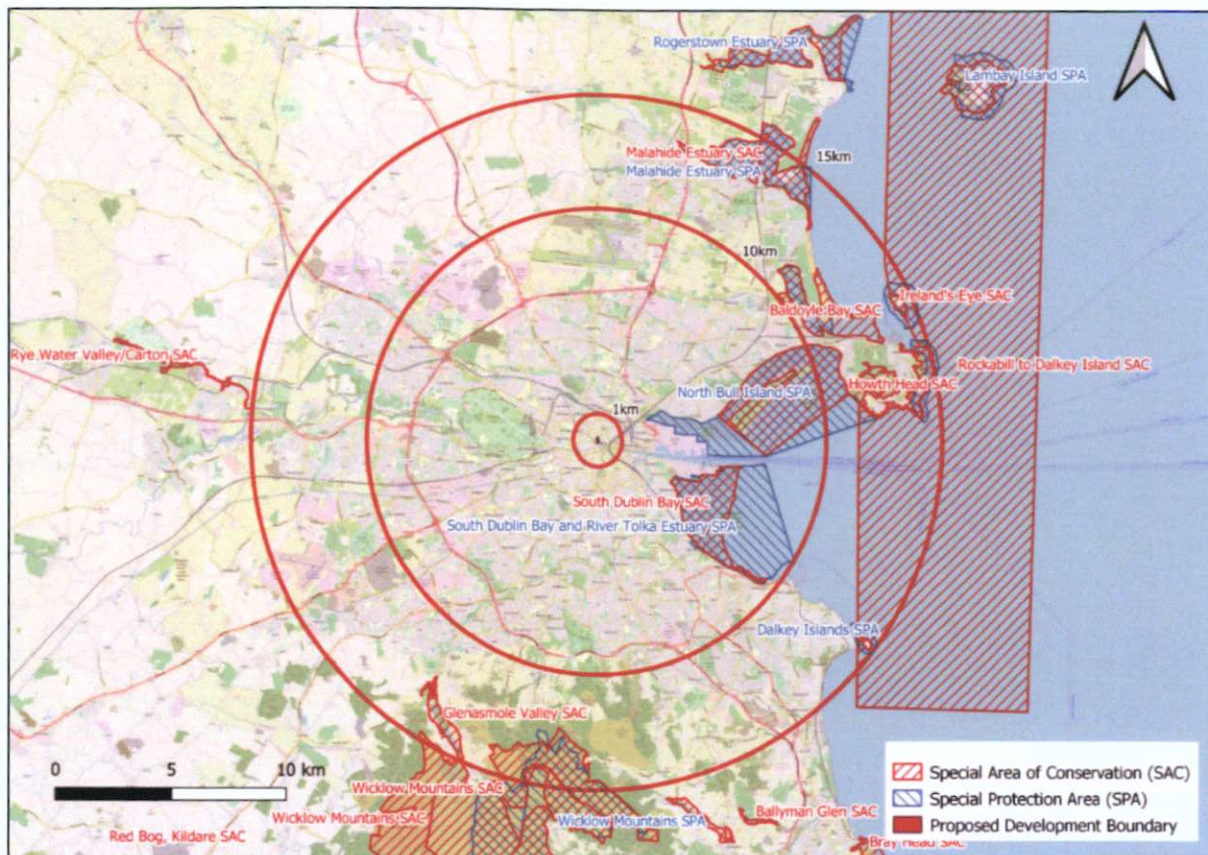 Rogerstown Estuary SPA
Lambay Island SPA
Malahide Estuary SAC
15km
Malahide Estuary SPA
10km
Ireland's Eye SAC
Baldoyle Bay SAC
Rye Water Valley/Carton SAC
Rockabill to Dalkey Island SAC
Howth Head SAC
North Bull Island SPA
1km
South Dublin Bay SAC
South Dublin Bay and River Tolka Estuary SPA
Dalkey Islands SPA
Glenasmole Valley SAC
0 5 10 km
Wicklow Mountains SAC
Wicklow Mountains SAC
Wicklow Mountains SPA
Ballyman Glen SAC
Red Bog, Kildare SAC
Bray Head SAC
Special Area of Conservation (SAC)
Special Protection Area (SPA)
Proposed Development Boundary